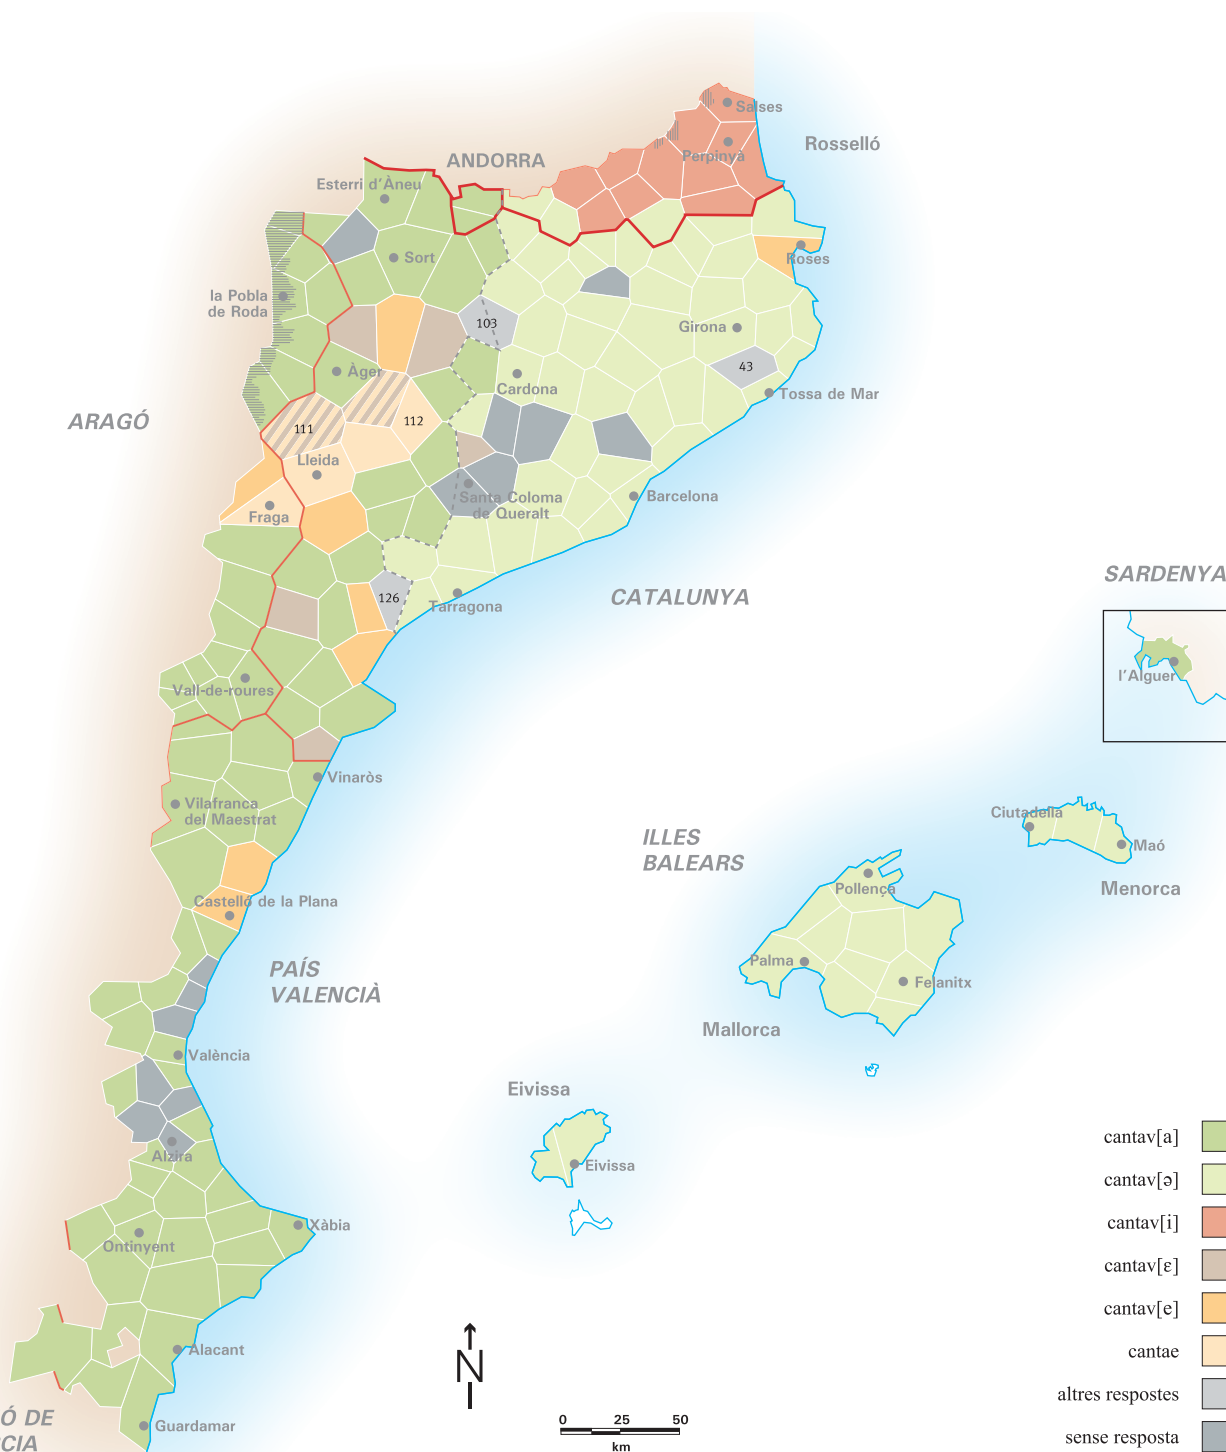 Salses
Rosselló
Perpinyà
ANDORRA
Esterri d'Àneu
Roses
Sort
la Pobla
de Roda
103
Girona
43
Àger
Cardona
Tossa de Mar
ARAGÓ
111
112
Lleida
Santa Coloma
de Queralt
Barcelona
Fraga
SARDENYA
126
Tarragona
CATALUNYA
l'Alguer
Vall-de-roures
Vinaròs
Vilafranca
del Maestrat
ILLES
BALEARS
Ciutadella
Maó
Menorca
Pollença
Castelló de la Plana
Palma
Felanitx
PAÍS
VALENCIÀ
Mallorca
València
Eivissa
Alzira
Eivissa
Xàbia
Ontinyent
Alacant
Guardamar
Ó DE
CIA
N
0 25 50
km
cantav[a]
cantav[ə]
cantav[i]
cantav[ɛ]
cantav[e]
cantae
altres respostes
sense resposta